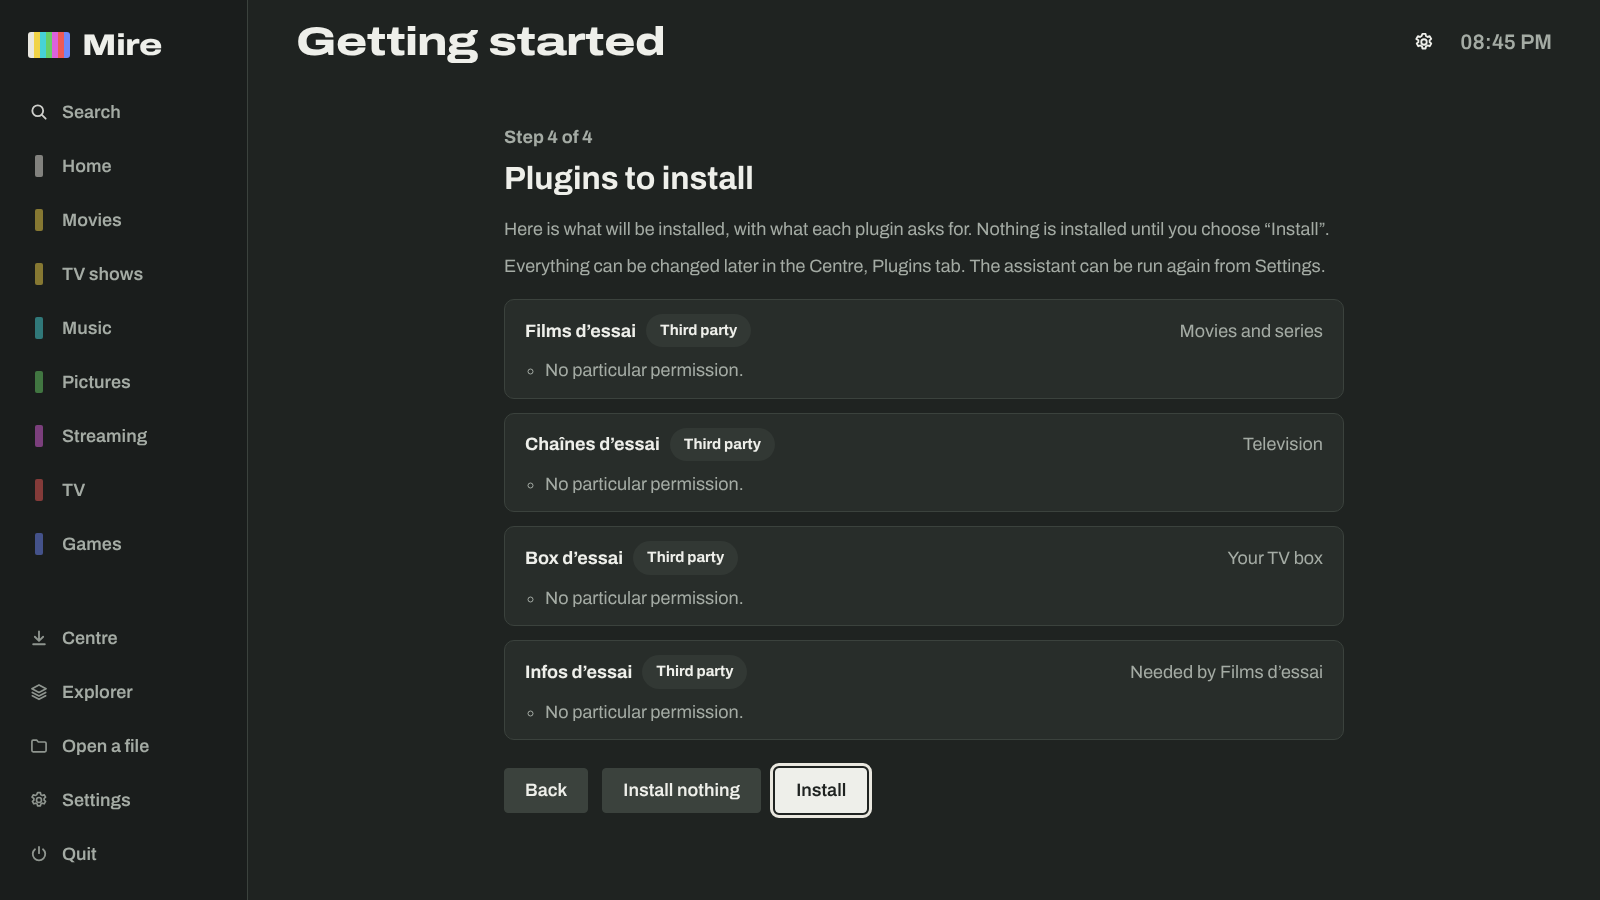 Mire
Getting started
08:45 PM
Search
Home
Movies
TV shows
Music
Pictures
Streaming
TV
Games
Centre
Explorer
Open a file
Settings
Quit
Step 4 of 4
Plugins to install
Here is what will be installed, with what each plugin asks for. Nothing is installed until you choose “Install”.
Everything can be changed later in the Centre, Plugins tab. The assistant can be run again from Settings.
Films d’essai Third party Movies and series
No particular permission.
Chaînes d’essai Third party Television
No particular permission.
Box d’essai Third party Your TV box
No particular permission.
Infos d’essai Third party Needed by Films d’essai
No particular permission.
Back Install nothing Install